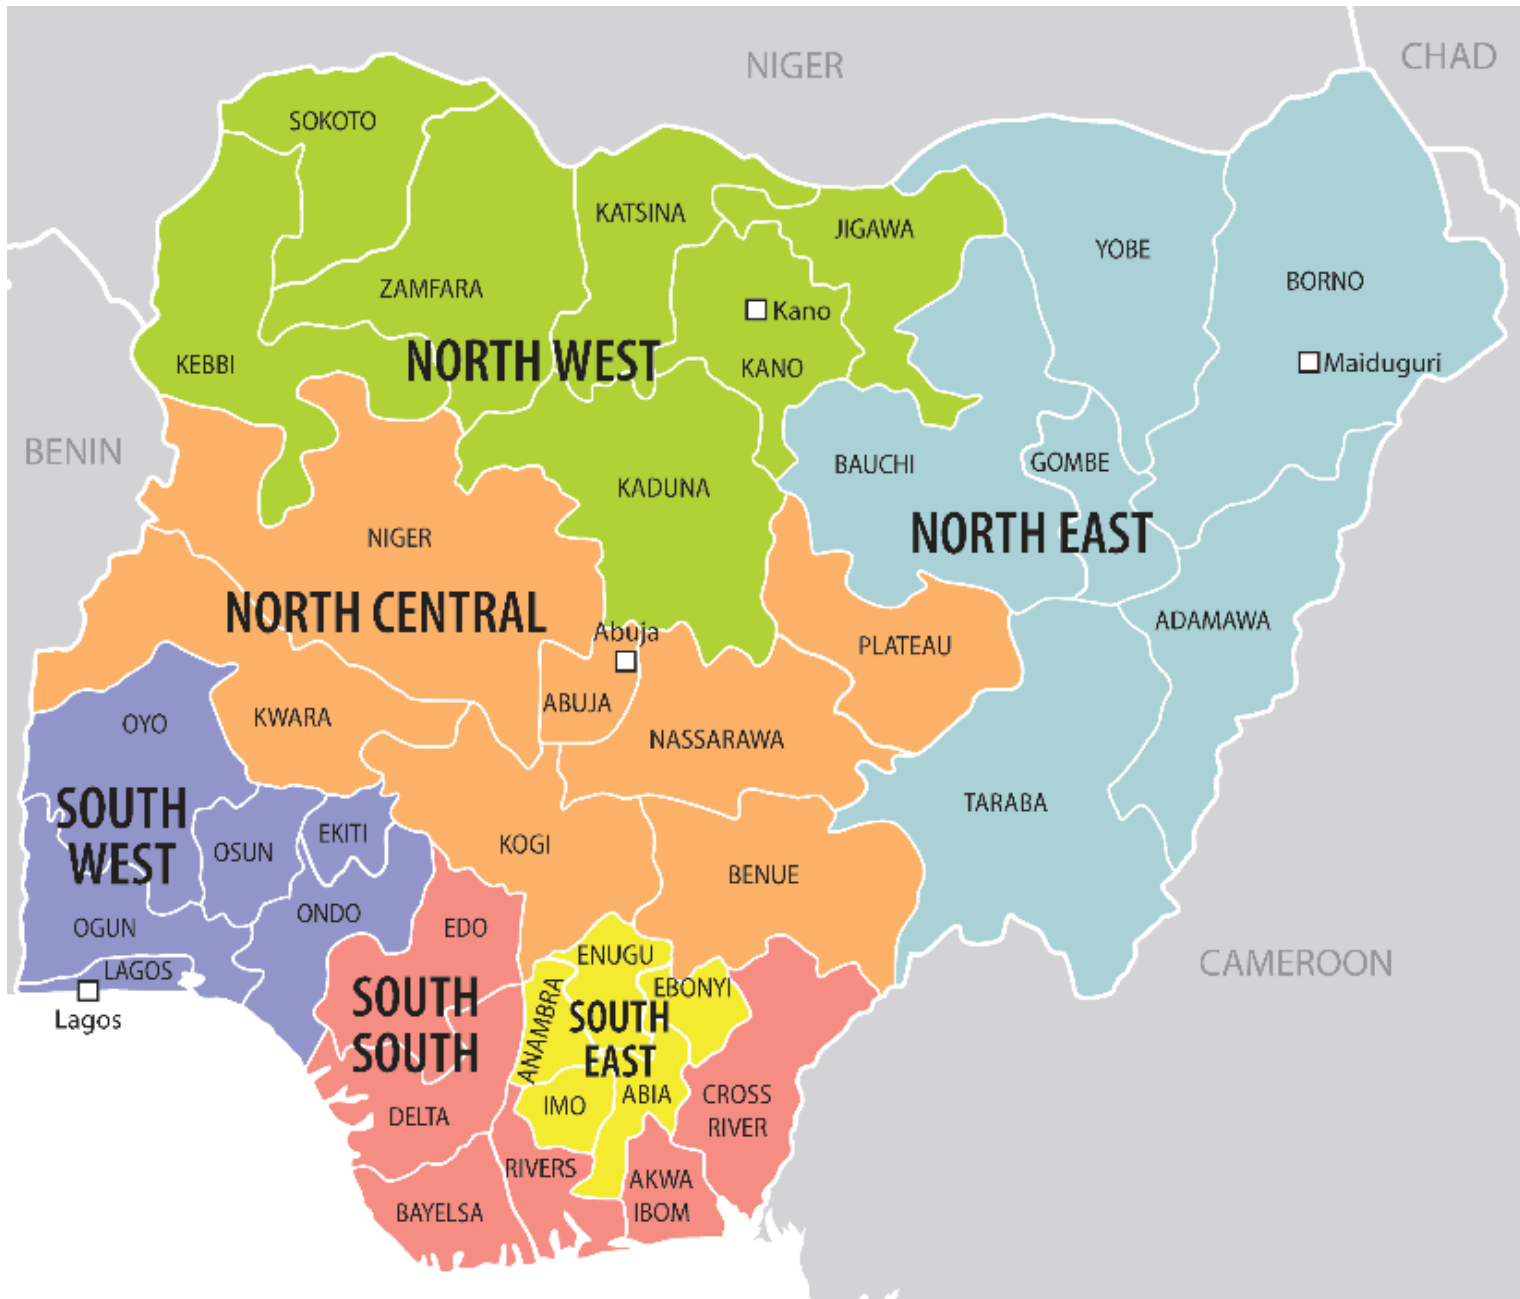 NIGER
CHAD
SOKOTO
KATSINA
JIGAWA
YOBE
ZAMFARA
BORNO
Kano
KEBBI
NORTH WEST
KANO
Maiduguri
BENIN
BAUCHI
GOMBE
KADUNA
NIGER
NORTH EAST
NORTH CENTRAL
Abuja
ADAMAWA
PLATEAU
ABUJA
OYO
KWARA
NASSARAWA
TARABA
SOUTH
WEST
EKITI
OSUN
KOGI
BENUE
ONDO
OGUN
EDO
ENUGU
CAMEROON
LAGOS
EBONYI
Lagos
SOUTH
SOUTH
ANAMBRA
SOUTH
EAST
ABIA
IMO
CROSS
RIVER
DELTA
RIVERS
AKWA
IBOM
BAYELSA